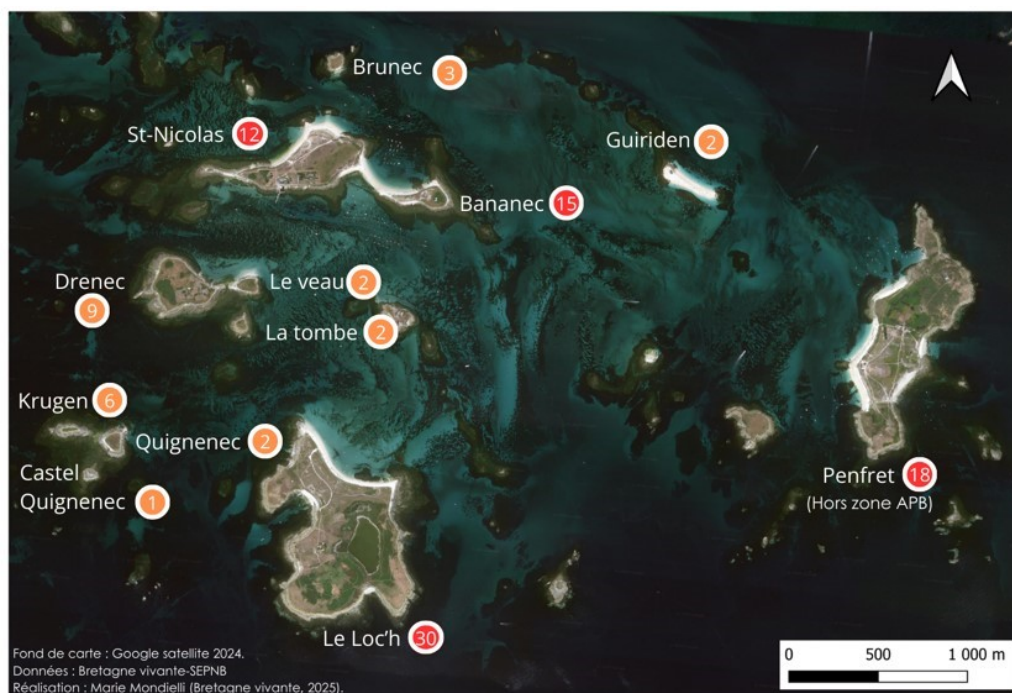 Brunec 3
St-Nicolas 12
Guiriden 2
Bananec 15
Drenec
9
Le veau 2
La tombe 2
Krugen 6
Quignenec 2
Castel
Quignenec 1
Penfret 18
(Hors zone APB)
Le Loc'h 30
Fond de carte : Google satellite 2024.
Données : Bretagne vivante-SEPNB
Réalisation : Marie Mondielli (Bretagne vivante, 2025).
0 500 1 000 m